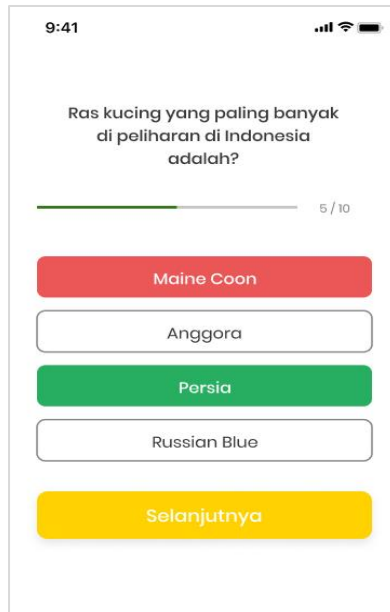 9:41
Ras kucing yang paling banyak
di peliharan di Indonesia
adalah?
5 / 10
Maine Coon
Anggora
Persia
Russian Blue
Selanjutnya